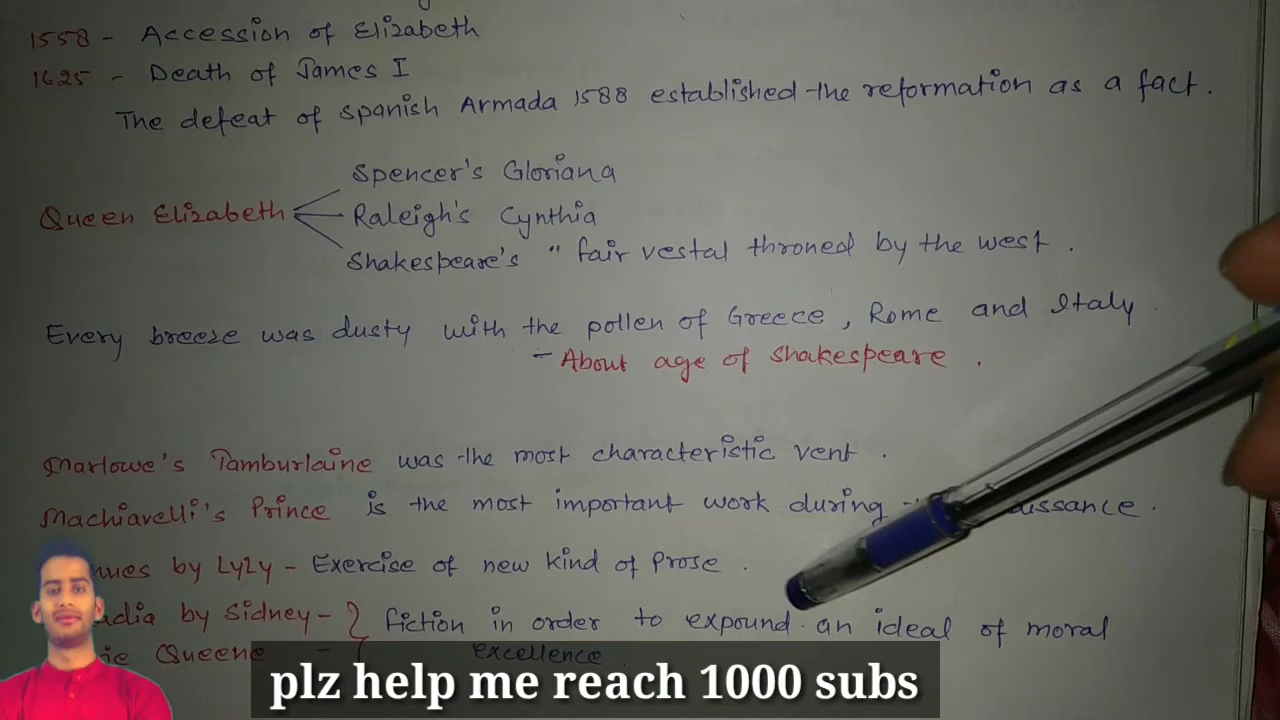 1558 - Accession of Elizabeth
1625 - Death of James I
The defeat of Spanish Armada 1588 established the reformation as a fact.
Spencer's Gloriana
Queen Elizabeth
Raleigh's Cynthia
Shakespeare's " fair vestal throned by the west.
Every breeze was dusty with the pollen of Greece, Rome and Italy.
- About age of Shakespeare.
Marlowe's Tamburlaine was the most characteristic vent.
Machiavelli's Prince is the most important work during aissance.
by Lyly - Exercise of new kind of Prose.
by Sidney - fiction in order to expound an ideal of moral
Queene - excellence.
plz help me reach 1000 subs